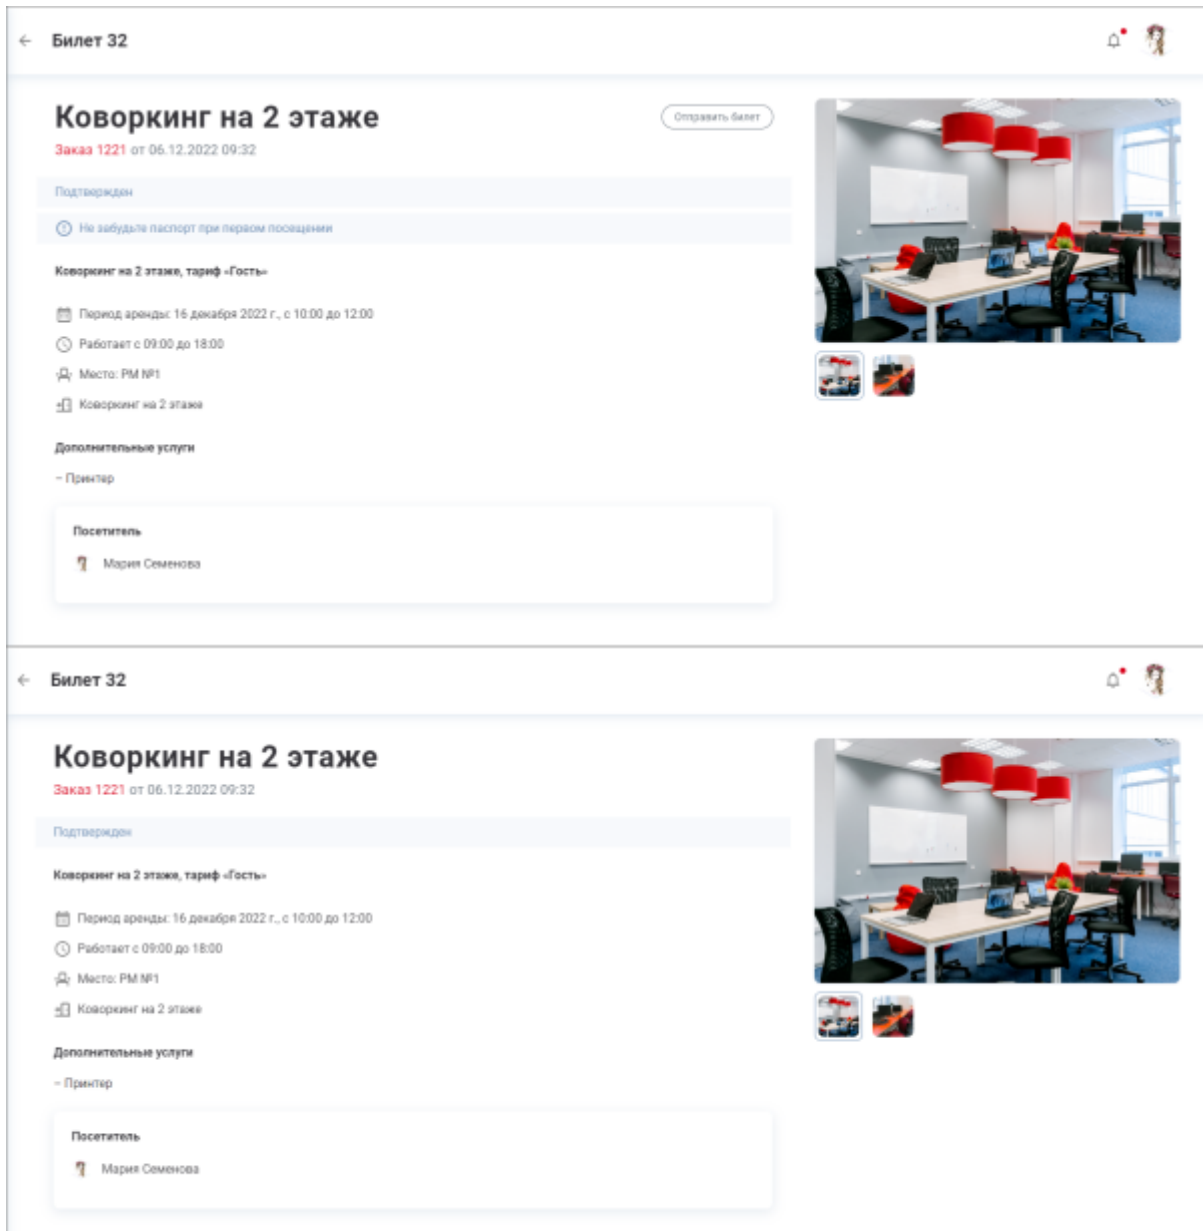 Билет 32
Коворкинг на 2 этаже
Отправить билет
Заказ 1221 от 06.12.2022 09:32
Подтвержден
Не забудьте паспорт при первом посещении
Коворкинг на 2 этаже, тариф «Гость»
Период аренды: 16 декабря 2022 г., с 10:00 до 12:00
Работает с 09:00 до 18:00
Место: РМ №1
Коворкинг на 2 этаже
Дополнительные услуги
– Принтер
Посетитель
Мария Семенова
Билет 32
Коворкинг на 2 этаже
Заказ 1221 от 06.12.2022 09:32
Подтвержден
Коворкинг на 2 этаже, тариф «Гость»
Период аренды: 16 декабря 2022 г., с 10:00 до 12:00
Работает с 09:00 до 18:00
Место: РМ №1
Коворкинг на 2 этаже
Дополнительные услуги
– Принтер
Посетитель
Мария Семенова